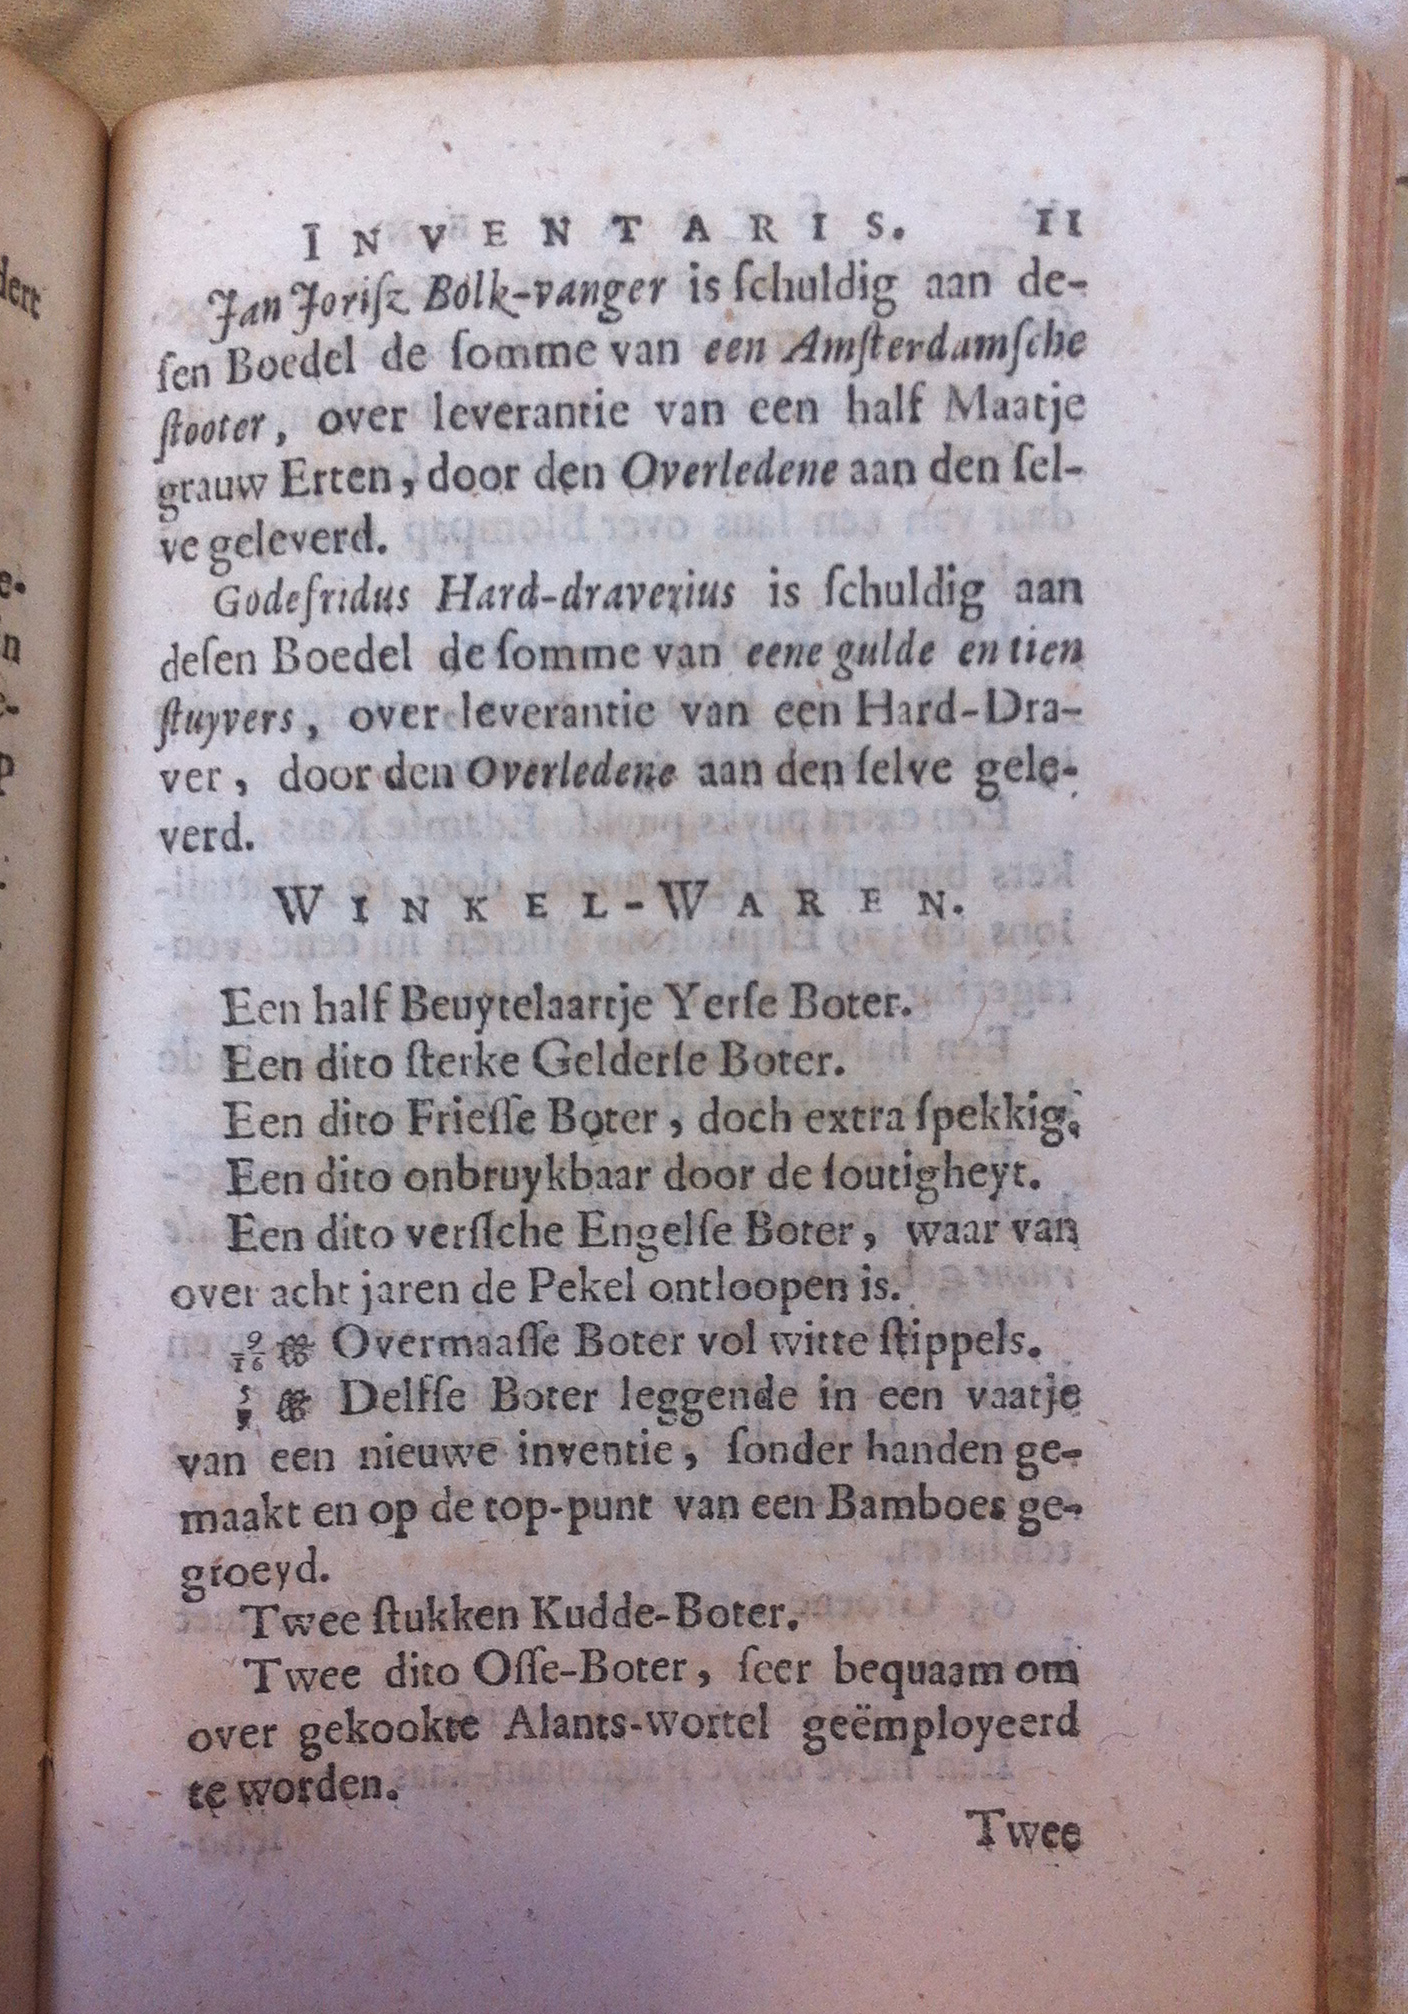 INVENTARIS. 11
Jan Joriſz Bolk-vanger is ſchuldig aan de-
ſen Boedel de ſomme van een Amſterdamſche
ſtooter, over leverantie van een half Maatje
grauw Erten, door den Overledene aan den ſel-
ve geleverd.
Godefridus Hard-draverius is ſchuldig aan
deſen Boedel de ſomme van eene gulde en tien
ſtuyvers, over leverantie van een Hard-Dra-
ver, door den Overledene aan den ſelve gele-
verd.
WINKEL-WAREN.
Een half Beuytelaartje Yerſe Boter.
Een dito ſterke Gelderſe Boter.
Een dito Frieſſe Boter, doch extra ſpekkig.
Een dito onbruykbaar door de ſoutigheyt.
Een dito verſſche Engelſe Boter, waar van
over acht jaren de Pekel ontloopen is.
9/16 ℔ Overmaaſſe Boter vol witte ſtippels.
℔ Delfſe Boter leggende in een vaatje
van een nieuwe inventie, ſonder handen ge-
maakt en op de top-punt van een Bamboes ge-
groeyd.
Twee ſtukken Kudde-Boter.
Twee dito Oſſe-Boter, ſeer bequaam om
over gekookte Alants-wortel geëmployeerd
te worden.
Twee
dert